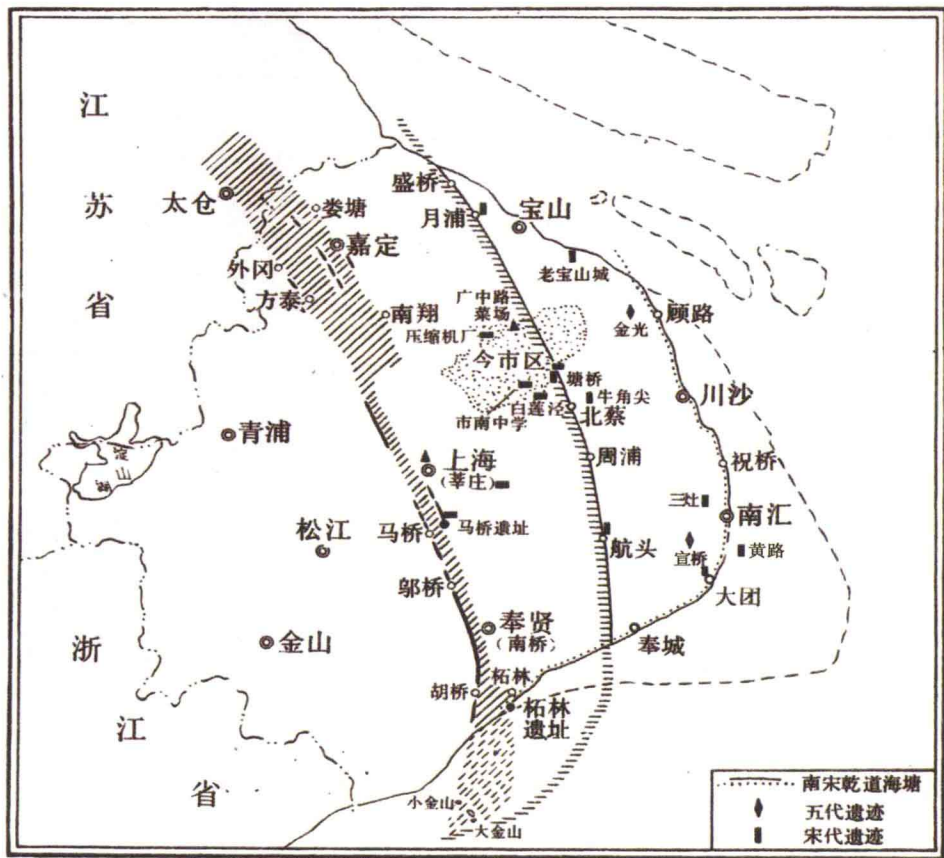 江
苏
省
太仓
娄塘
嘉定
外冈
方泰
南翔
盛桥
月浦
宝山
老宝山城
广中路
菜场
压缩机厂
今市区
金光
顾路
塘桥
牛角尖
川沙
市南中学
白莲泾
北蔡
青浦
淀山湖
上海
(莘庄)
周浦
祝桥
三灶
南汇
松江
马桥
马桥遗址
航头
宣桥
黄路
邬桥
大团
浙
江
省
金山
奉贤
(南桥)
奉城
胡桥
柘林
柘林
遗址
小金山
大金山
南宋乾道海塘
五代遗迹
宋代遗迹